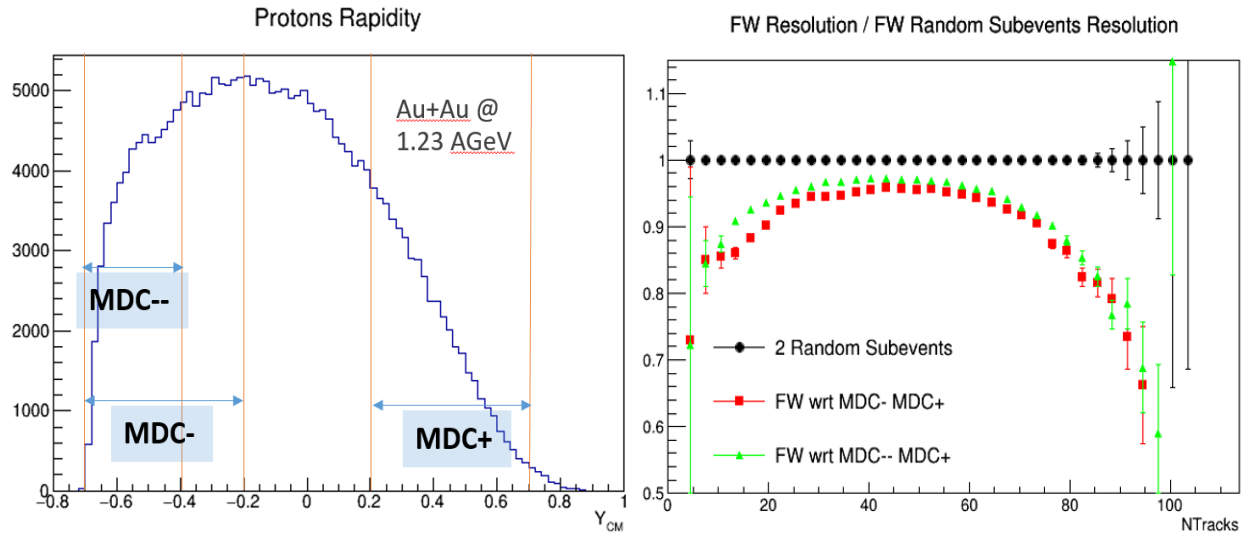 Protons Rapidity
5000
4000
3000
2000
1000
0
Au+Au @
1.23 AGeV
MDC--
MDC-
MDC+
−0.8 −0.6 −0.4 −0.2 0 0.2 0.4 0.6 0.8 1
Y_CM
FW Resolution / FW Random Subevents Resolution
1.1
1
0.9
0.8
0.7
0.6
0.5
2 Random Subevents
FW wrt MDC- MDC+
FW wrt MDC-- MDC+
0 20 40 60 80 100
NTracks